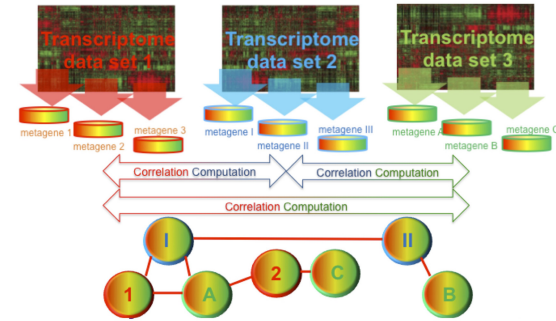 Transcriptome
data set 1
Transcriptome
data set 2
Transcriptome
data set 3
metagene 1
metagene 2
metagene 3
metagene I
metagene II
metagene III
metagene A
metagene B
metagene C
Correlation Computation
Correlation Computation
Correlation Computation
I
II
1
A
2
C
B